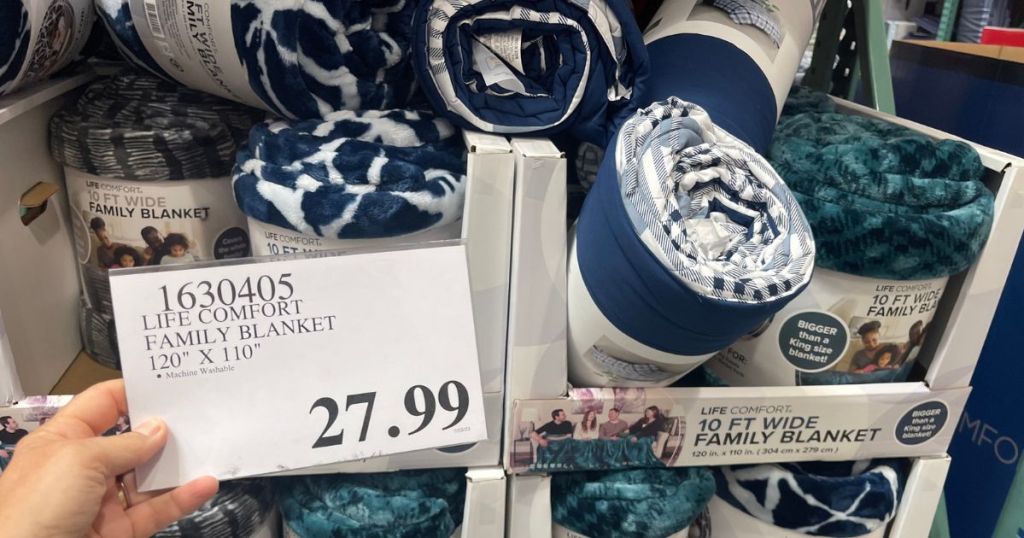 LIFE COMFORT
10 FT WIDE
FAMILY BLANKET
LIFE COMFORT
1630405
LIFE COMFORT
FAMILY BLANKET
120" X 110"
• Machine Washable
27.99
LIFE COMFORT
10 FT WIDE
BIGGER
than a
King size
blanket!
LIFE COMFORT
10 FT WIDE
FAMILY BLANKET
120 in. x 110 in. (304 cm x 279 cm)
BIGGER
than a
King size
blanket!